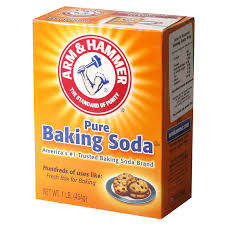 ARM & HAMMER
THE STANDARD OF PURITY
Pure
Baking Soda
America's #1 Trusted Baking Soda Brand
Hundreds of uses like:
Fresh Box for Baking
NET WT. 1 LB. (454g)